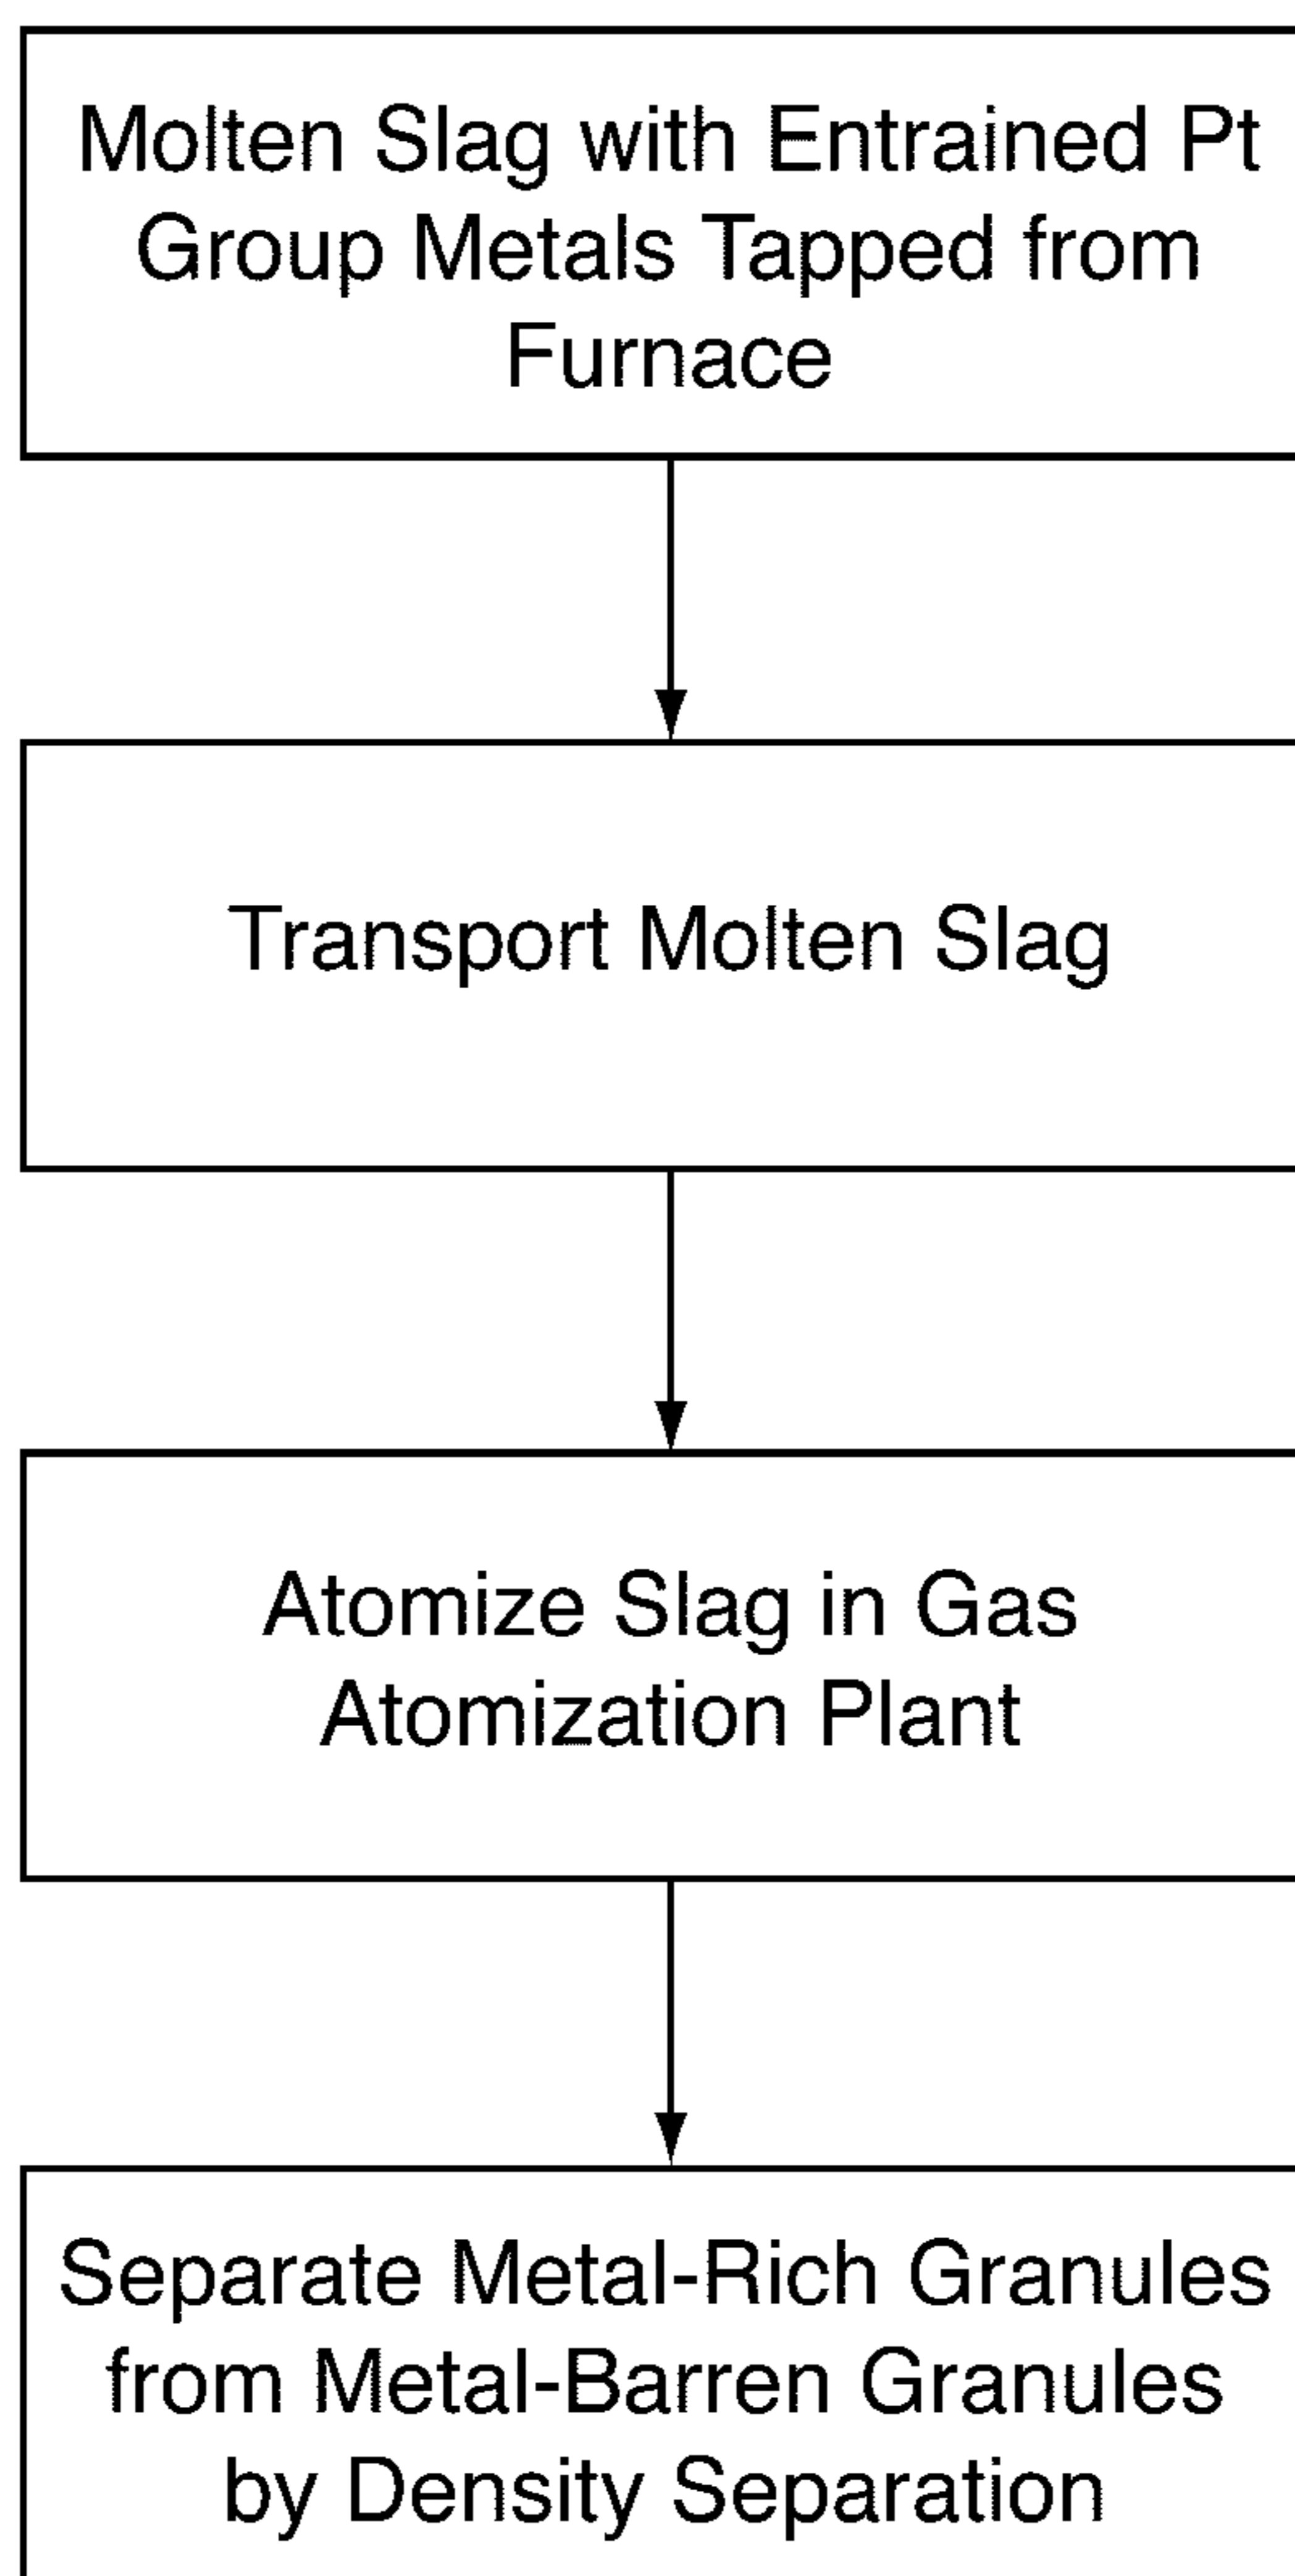 Molten Slag with Entrained Pt
Group Metals Tapped from
Furnace
Transport Molten Slag
Atomize Slag in Gas
Atomization Plant
Separate Metal-Rich Granules
from Metal-Barren Granules
by Density Separation